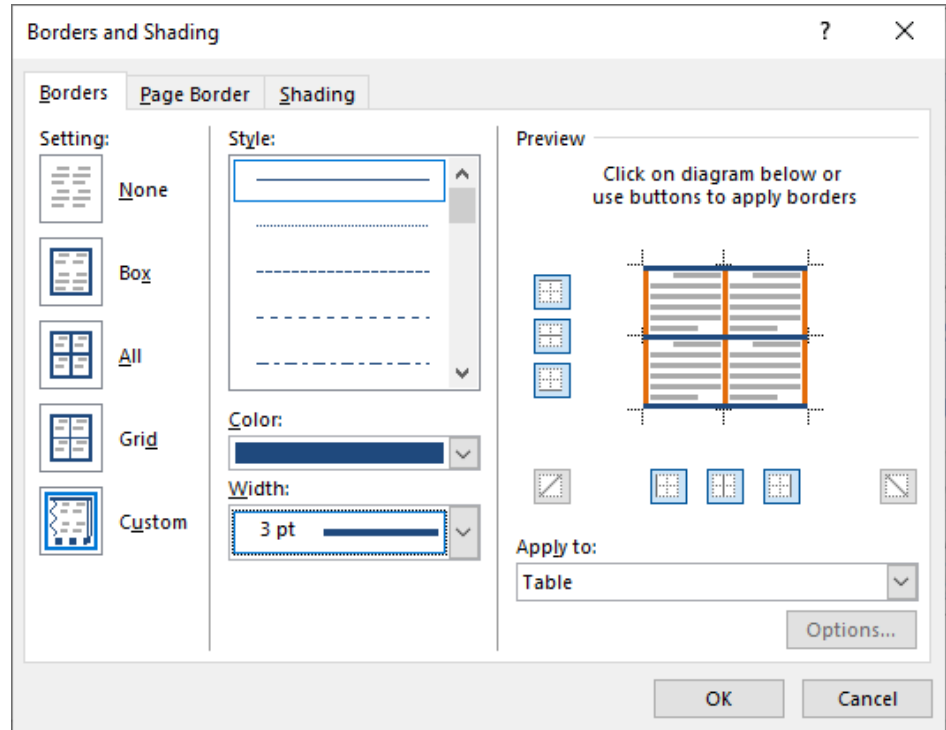 Borders and Shading
?
Borders
Page Border
Shading
Setting:
None
Box
All
Grid
Custom
Style:
Color:
Width:
3 pt
Preview
Click on diagram below or
use buttons to apply borders
Apply to:
Table
Options...
OK
Cancel